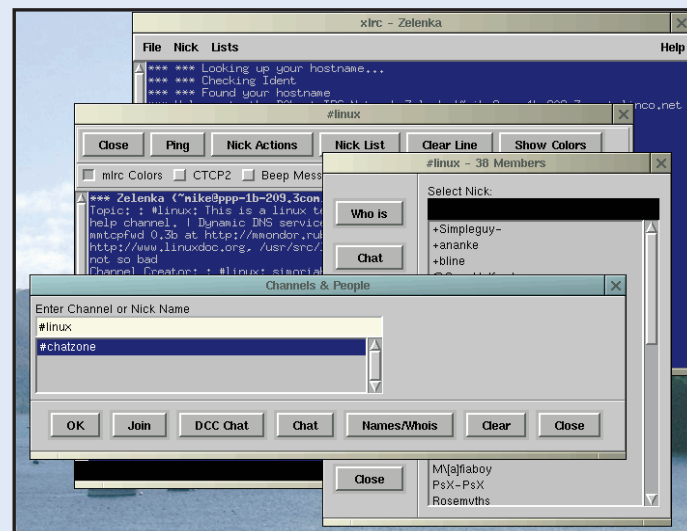 xIrc - Zelenka
File Nick Lists Help
*** *** Looking up your hostname...
*** *** Checking Ident
*** *** Found your hostname
#linux
Close Ping Nick Actions Nick List Clear Line Show Colors
mIrc Colors CTCP2 Beep Mess
*** Zelenka (~mike@ppp-1b-209.3com
Topic: : #linux: This is a linux te
help channel. | Dynamic DNS service
mmtcpfwd 0.3b at http://mmondor.rub
http://www.linuxdoc.org, /usr/src/
not so bad
Channel Creator: : #linux: simoriah
#linux - 38 Members
Select Nick:
Who is
+Simpleguy-
+ananke
Chat
+bline
Channels & People
Enter Channel or Nick Name
#linux
#chatzone
OK Join DCC Chat Chat Names/Whois Clear Close
M\[a]fiaboy
Close
PsX-PsX
Rosemyths